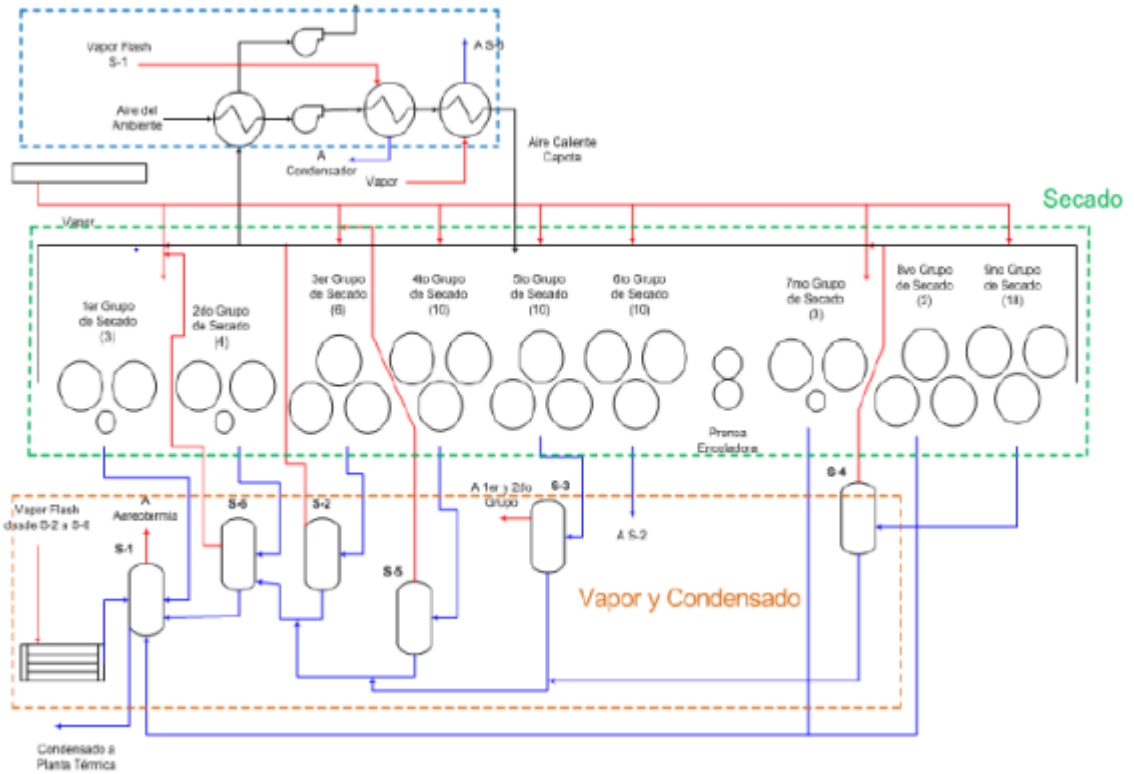 Vapor Flash
S-1
A S-5
Aire del
Ambiente
A
Condensador
Vapor
Aire Caliente
Capota
Secado
Vapor
1er Grupo
de Secado
(3)
2do Grupo
de Secado
(4)
3er Grupo
de Secado
(6)
4to Grupo
de Secado
(10)
5to Grupo
de Secado
(10)
6to Grupo
de Secado
(10)
7mo Grupo
de Secado
(3)
8vo Grupo
de Secado
(2)
9no Grupo
de Secado
(18)
Prensa
Encoladora
Vapor Flash
desde S-2 a S-6
A
Aereotermia
S-1
S-6
S-2
S-5
A 1er y 2do
Grupo
S-3
A S-2
S-4
Vapor y Condensado
Condensado a
Planta Térmica